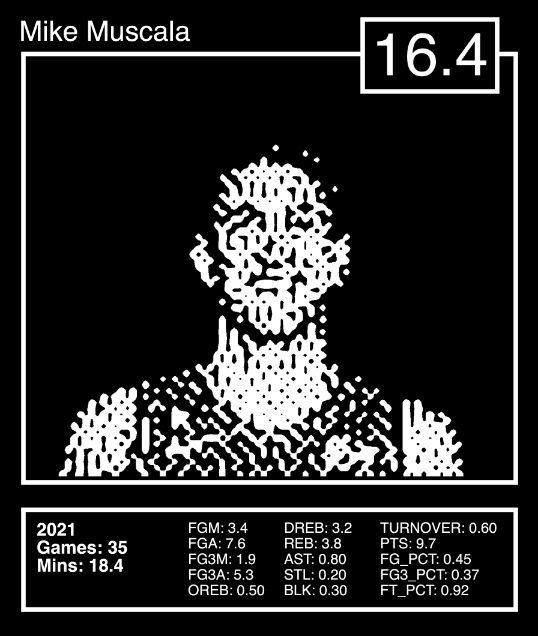 Mike Muscala
16.4
2021
Games: 35
Mins: 18.4
FGM: 3.4
FGA: 7.6
FG3M: 1.9
FG3A: 5.3
OREB: 0.50
DREB: 3.2
REB: 3.8
AST: 0.80
STL: 0.20
BLK: 0.30
TURNOVER: 0.60
PTS: 9.7
FG_PCT: 0.45
FG3_PCT: 0.37
FT_PCT: 0.92